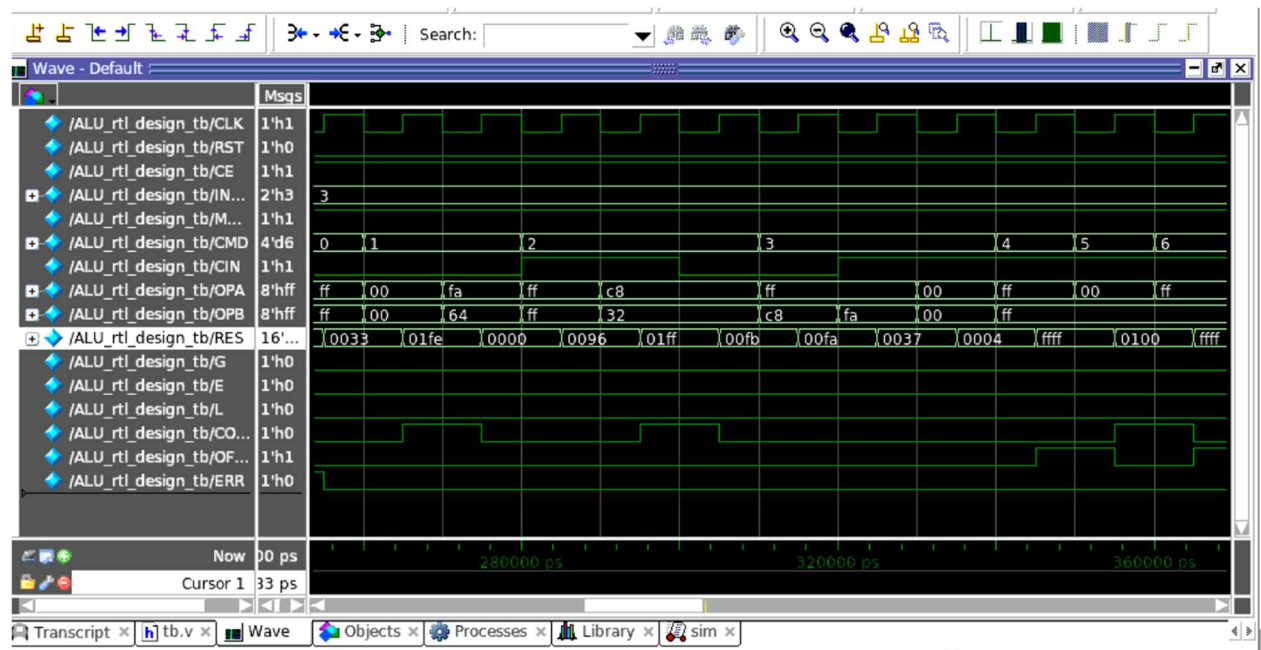 Search:
Wave - Default
Msgs
/ALU_rtl_design_tb/CLK 1'h1
/ALU_rtl_design_tb/RST 1'h0
/ALU_rtl_design_tb/CE 1'h1
/ALU_rtl_design_tb/IN... 2'h3 3
/ALU_rtl_design_tb/M... 1'h1
/ALU_rtl_design_tb/CMD 4'd6 0 1 2 3 4 5 6
/ALU_rtl_design_tb/CIN 1'h1
/ALU_rtl_design_tb/OPA 8'hff ff 00 fa ff c8 ff 00 ff 00 ff
/ALU_rtl_design_tb/OPB 8'hff ff 00 64 ff 32 c8 fa 00 ff
/ALU_rtl_design_tb/RES 16'... 0033 01fe 0000 0096 01ff 00fb 00fa 0037 0004 ffff 0100 ffff
/ALU_rtl_design_tb/G 1'h0
/ALU_rtl_design_tb/E 1'h0
/ALU_rtl_design_tb/L 1'h0
/ALU_rtl_design_tb/CO... 1'h0
/ALU_rtl_design_tb/OF... 1'h1
/ALU_rtl_design_tb/ERR 1'h0
Now 00 ps 280000 ps 320000 ps 360000 ps
Cursor 1 33 ps
Transcript h tb.v Wave Objects Processes Library sim